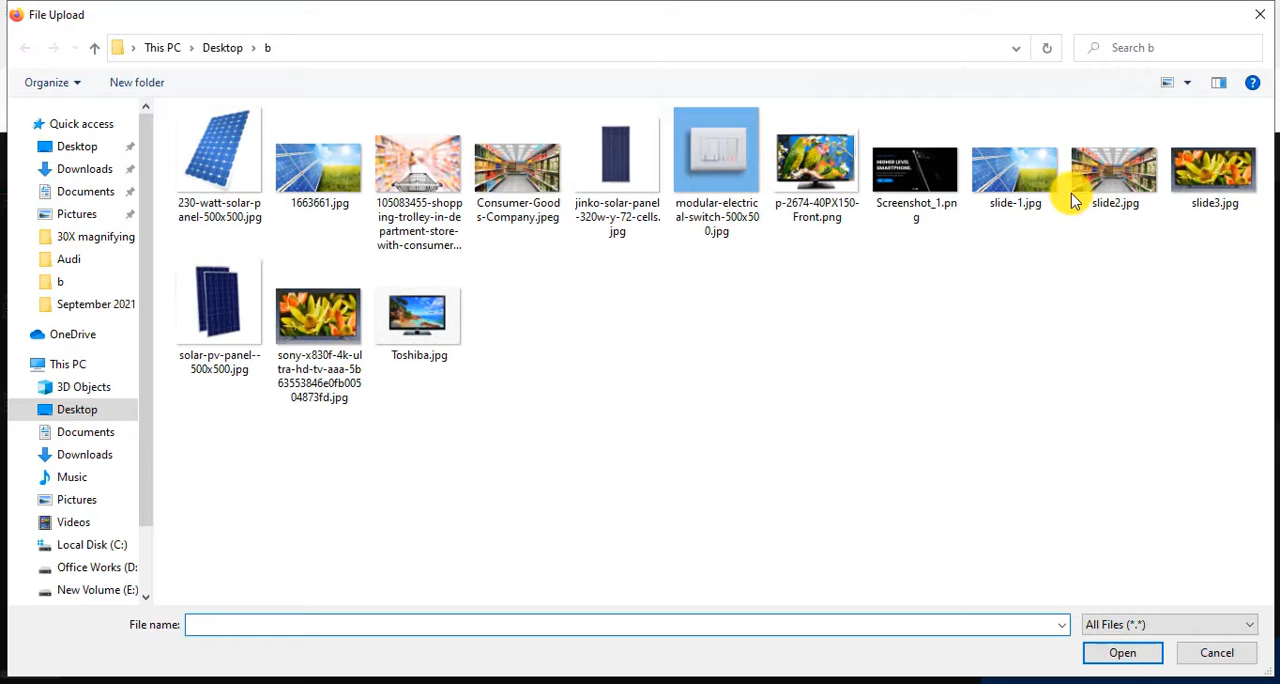 File Upload
This PC > Desktop > b
Search b
Organize
New folder
Quick access
Desktop
Downloads
Documents
Pictures
30X magnifying
Audi
b
September 2021
OneDrive
This PC
3D Objects
Desktop
Documents
Downloads
Music
Pictures
Videos
Local Disk (C:)
Office Works (D:
New Volume (E:)
230-watt-solar-p
anel-500x500.jpg
1663661.jpg
105083455-shopp
ing-trolley-in-de
partment-store-
with-consumer...
Consumer-Good
s-Company.jpeg
jinko-solar-panel
-320w-y-72-cells.
jpg
modular-electric
al-switch-500x50
0.jpg
p-2674-40PX150-
Front.png
HIGHER LEVEL
SMARTPHONE.
Screenshot_1.pn
g
slide-1.jpg
slide2.jpg
slide3.jpg
solar-pv-panel--
500x500.jpg
sony-x830f-4k-ul
tra-hd-tv-aaa-5b
63553846e0fb005
04873fd.jpg
Toshiba.jpg
File name:
All Files (*.*)
Open
Cancel